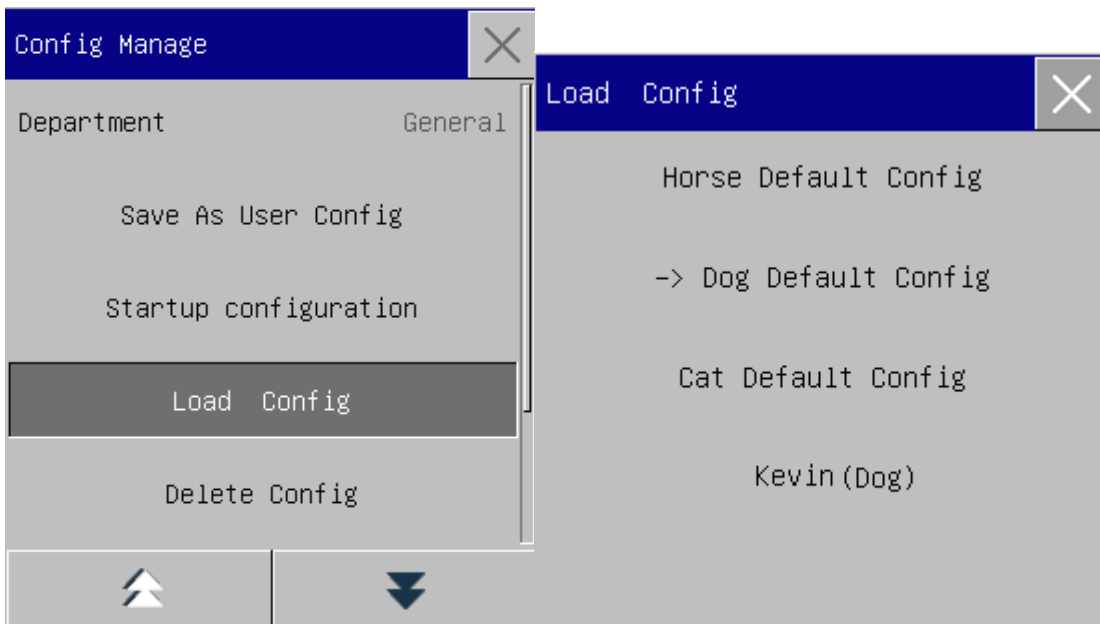 Config Manage
Department General
Save As User Config
Startup configuration
Load Config
Delete Config
Load Config
Horse Default Config
-> Dog Default Config
Cat Default Config
Kevin(Dog)